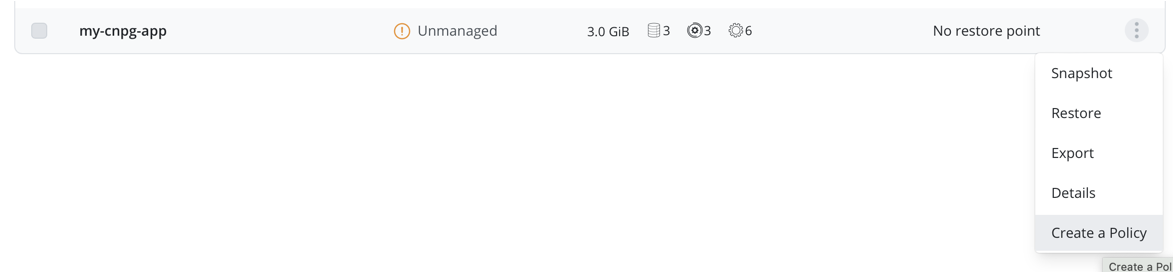 my-cnpg-app Unmanaged 3.0 GiB 3 3 6 No restore point
Snapshot
Restore
Export
Details
Create a Policy
Create a Pol